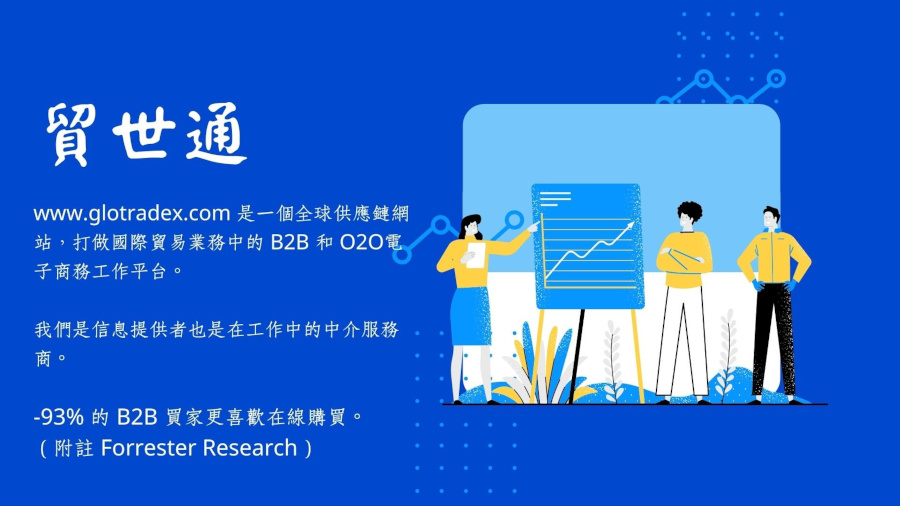 貿世通
www.glotradex.com 是一個全球供應鏈網
站，打做國際貿易業務中的 B2B 和 O2O電
子商務工作平台。
我們是信息提供者也是在工作中的中介服務
商。
-93% 的 B2B 買家更喜歡在線購買。
（附註 Forrester Research）